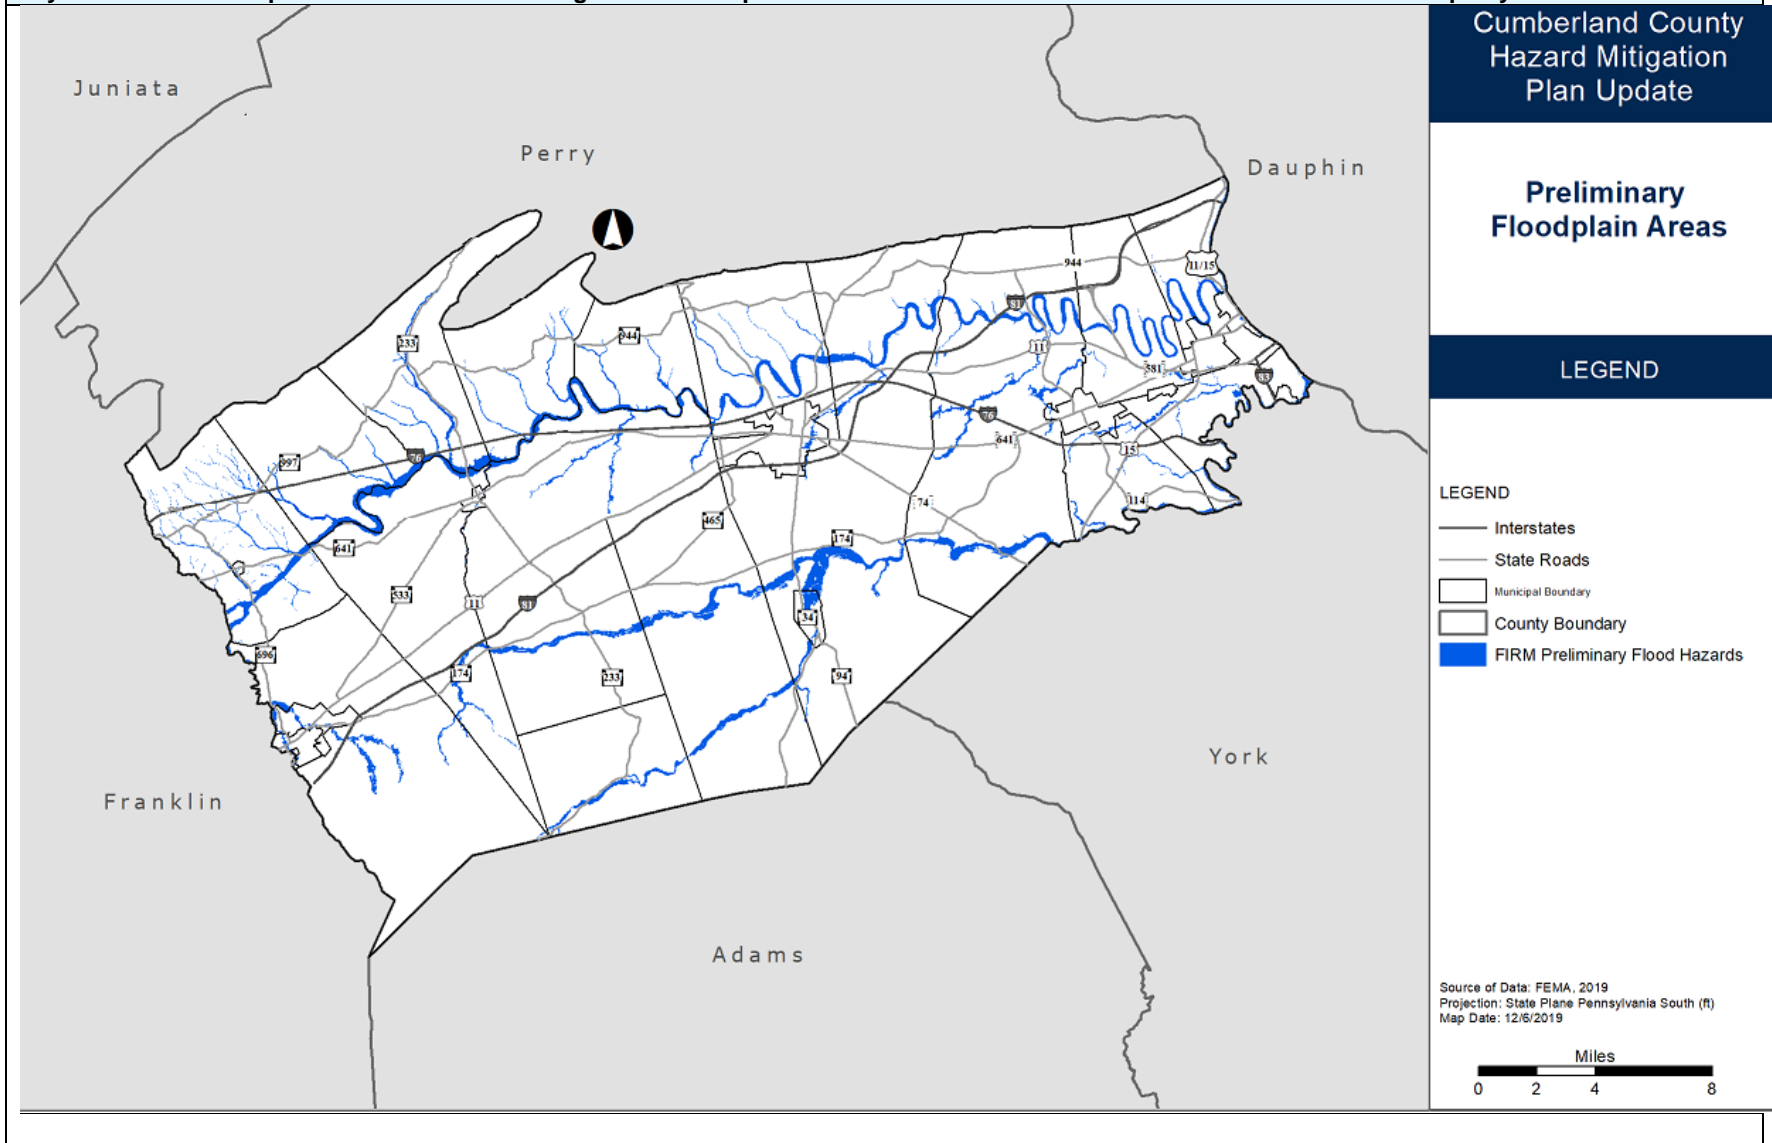 Cumberland County
Hazard Mitigation
Plan Update
Preliminary
Floodplain Areas
LEGEND
LEGEND
Interstates
State Roads
Municipal Boundary
County Boundary
FIRM Preliminary Flood Hazards
Source of Data: FEMA, 2019
Projection: State Plane Pennsylvania South (ft)
Map Date: 12/6/2019
Miles
0 2 4 8
Juniata
Perry
Dauphin
Franklin
Adams
York
944
11/15
81
233
944
11
581
83
76
641
15
997
76
114
74
465
174
641
533
11
81
34
696
174
233
94